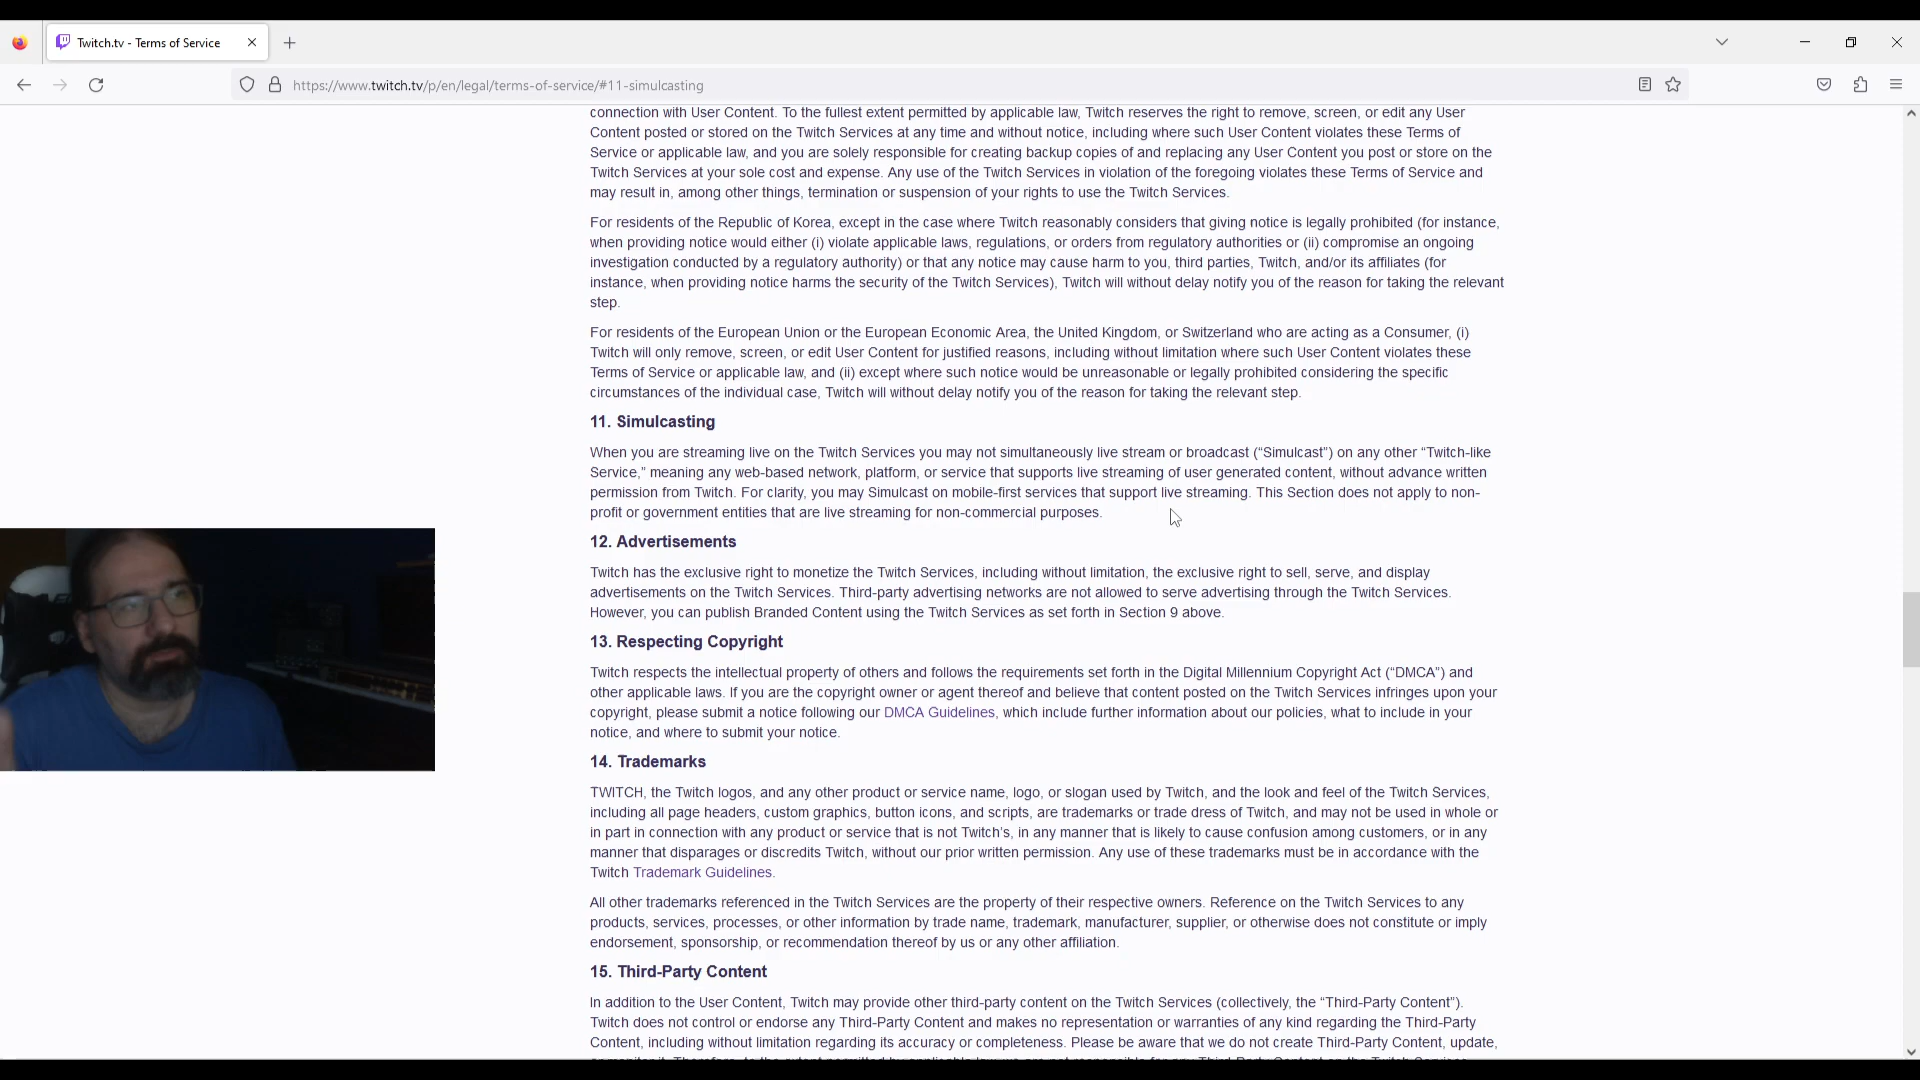 Twitch.tv - Terms of Service
https://www.twitch.tv/p/en/legal/terms-of-service/#11-simulcasting
connection with User Content. To the fullest extent permitted by applicable law, Twitch reserves the right to remove, screen, or edit any User
Content posted or stored on the Twitch Services at any time and without notice, including where such User Content violates these Terms of
Service or applicable law, and you are solely responsible for creating backup copies of and replacing any User Content you post or store on the
Twitch Services at your sole cost and expense. Any use of the Twitch Services in violation of the foregoing violates these Terms of Service and
may result in, among other things, termination or suspension of your rights to use the Twitch Services.
For residents of the Republic of Korea, except in the case where Twitch reasonably considers that giving notice is legally prohibited (for instance,
when providing notice would either (i) violate applicable laws, regulations, or orders from regulatory authorities or (ii) compromise an ongoing
investigation conducted by a regulatory authority) or that any notice may cause harm to you, third parties, Twitch, and/or its affiliates (for
instance, when providing notice harms the security of the Twitch Services), Twitch will without delay notify you of the reason for taking the relevant
step.
For residents of the European Union or the European Economic Area, the United Kingdom, or Switzerland who are acting as a Consumer, (i)
Twitch will only remove, screen, or edit User Content for justified reasons, including without limitation where such User Content violates these
Terms of Service or applicable law, and (ii) except where such notice would be unreasonable or legally prohibited considering the specific
circumstances of the individual case, Twitch will without delay notify you of the reason for taking the relevant step.
11. Simulcasting
When you are streaming live on the Twitch Services you may not simultaneously live stream or broadcast (“Simulcast”) on any other “Twitch-like
Service,” meaning any web-based network, platform, or service that supports live streaming of user generated content, without advance written
permission from Twitch. For clarity, you may Simulcast on mobile-first services that support live streaming. This Section does not apply to non-
profit or government entities that are live streaming for non-commercial purposes.
12. Advertisements
Twitch has the exclusive right to monetize the Twitch Services, including without limitation, the exclusive right to sell, serve, and display
advertisements on the Twitch Services. Third-party advertising networks are not allowed to serve advertising through the Twitch Services.
However, you can publish Branded Content using the Twitch Services as set forth in Section 9 above.
13. Respecting Copyright
Twitch respects the intellectual property of others and follows the requirements set forth in the Digital Millennium Copyright Act (“DMCA”) and
other applicable laws. If you are the copyright owner or agent thereof and believe that content posted on the Twitch Services infringes upon your
copyright, please submit a notice following our DMCA Guidelines, which include further information about our policies, what to include in your
notice, and where to submit your notice.
14. Trademarks
TWITCH, the Twitch logos, and any other product or service name, logo, or slogan used by Twitch, and the look and feel of the Twitch Services,
including all page headers, custom graphics, button icons, and scripts, are trademarks or trade dress of Twitch, and may not be used in whole or
in part in connection with any product or service that is not Twitch’s, in any manner that is likely to cause confusion among customers, or in any
manner that disparages or discredits Twitch, without our prior written permission. Any use of these trademarks must be in accordance with the
Twitch Trademark Guidelines.
All other trademarks referenced in the Twitch Services are the property of their respective owners. Reference on the Twitch Services to any
products, services, processes, or other information by trade name, trademark, manufacturer, supplier, or otherwise does not constitute or imply
endorsement, sponsorship, or recommendation thereof by us or any other affiliation.
15. Third-Party Content
In addition to the User Content, Twitch may provide other third-party content on the Twitch Services (collectively, the “Third-Party Content”).
Twitch does not control or endorse any Third-Party Content and makes no representation or warranties of any kind regarding the Third-Party
Content, including without limitation regarding its accuracy or completeness. Please be aware that we do not create Third-Party Content, update,